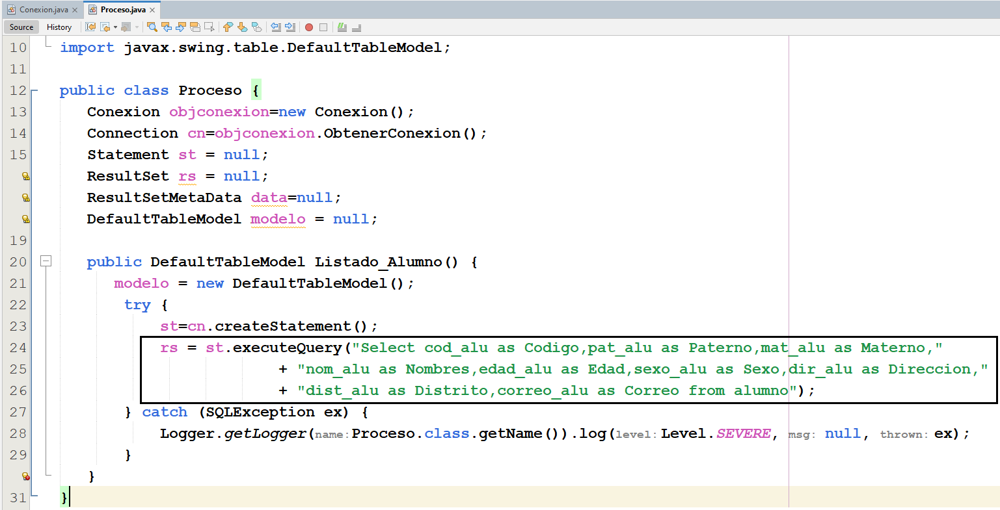 Conexion.java × Proceso.java ×
Source History
10 import javax.swing.table.DefaultTableModel;
11
12 public class Proceso {
13 Conexion objconexion=new Conexion();
14 Connection cn=objconexion.ObtenerConexion();
15 Statement st = null;
ResultSet rs = null;
ResultSetMetaData data=null;
DefaultTableModel modelo = null;
19
20 public DefaultTableModel Listado_Alumno() {
21 modelo = new DefaultTableModel();
22 try {
23 st=cn.createStatement();
24 rs = st.executeQuery("Select cod_alu as Codigo,pat_alu as Paterno,mat_alu as Materno,"
25 + "nom_alu as Nombres,edad_alu as Edad,sexo_alu as Sexo,dir_alu as Direccion,"
26 + "dist_alu as Distrito,correo_alu as Correo from alumno");
27 } catch (SQLException ex) {
28 Logger.getLogger(name:Proceso.class.getName()).log(level:Level.SEVERE, msg: null, thrown: ex);
29 }
}
31 }